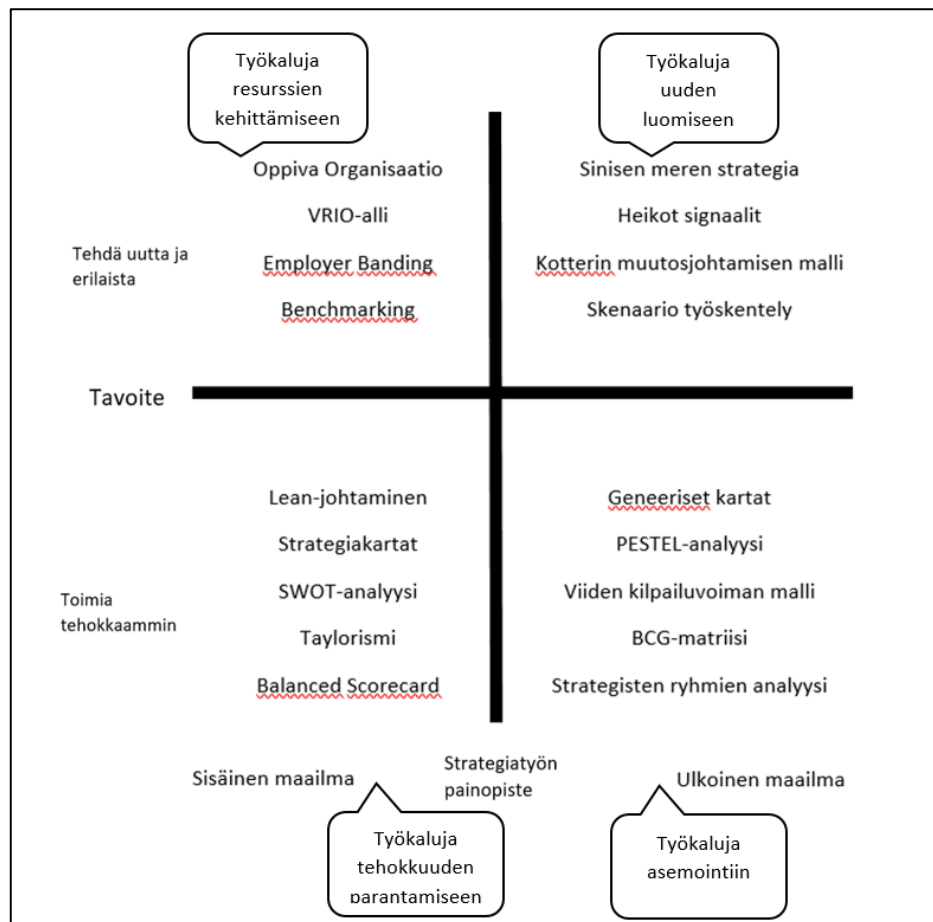 Työkaluja
resurssien
kehittämiseen
Työkaluja
uuden
luomiseen
Oppiva Organisaatio
VRIO-alli
Employer Banding
Benchmarking
Sinisen meren strategia
Heikot signaalit
Kotterin muutosjohtamisen malli
Skenaario työskentely
Tehdä uutta ja
erilaista
Tavoite
Toimia
tehokkaammin
Lean-johtaminen
Strategiakartat
SWOT-analyysi
Taylorismi
Balanced Scorecard
Geneeriset kartat
PESTEL-analyysi
Viiden kilpailuvoiman malli
BCG-matriisi
Strategisten ryhmien analyysi
Sisäinen maailma
Strategiatyön
painopiste
Ulkoinen maailma
Työkaluja
tehokkuuden
parantamiseen
Työkaluja
asemointiin